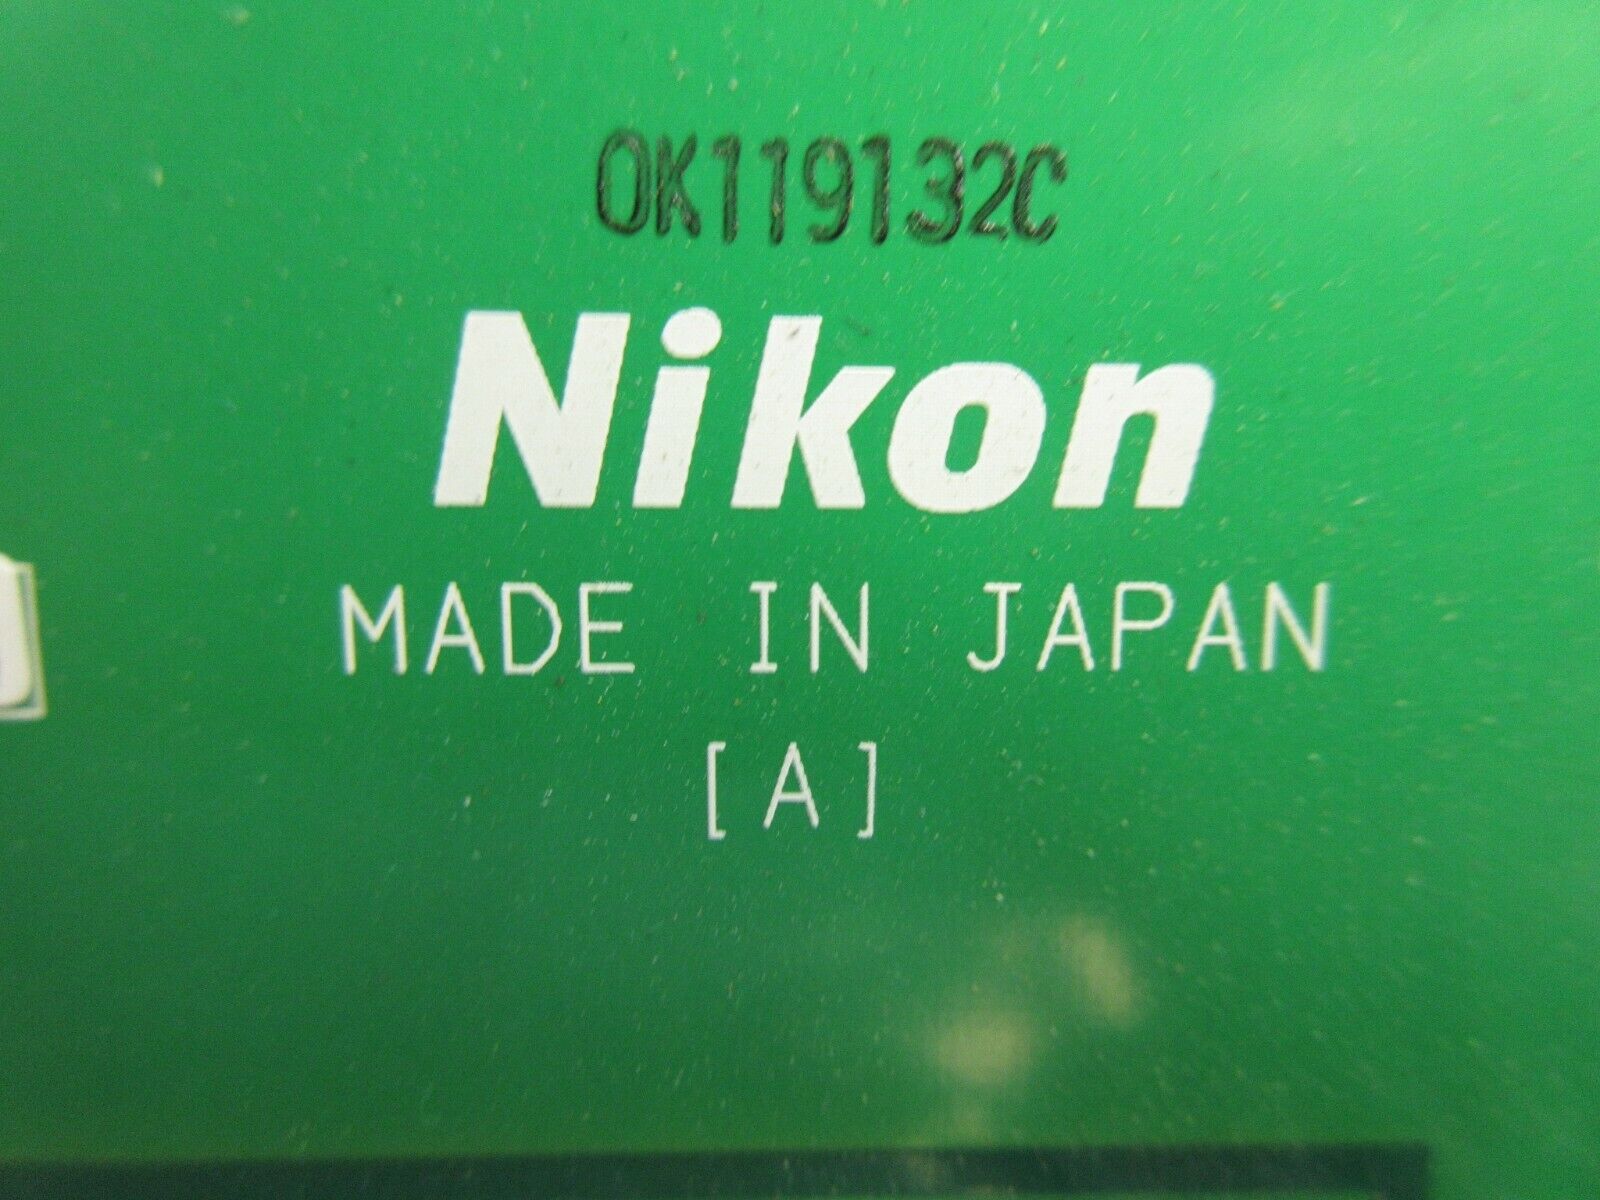 0K119132C
Nikon
MADE IN JAPAN
[A]